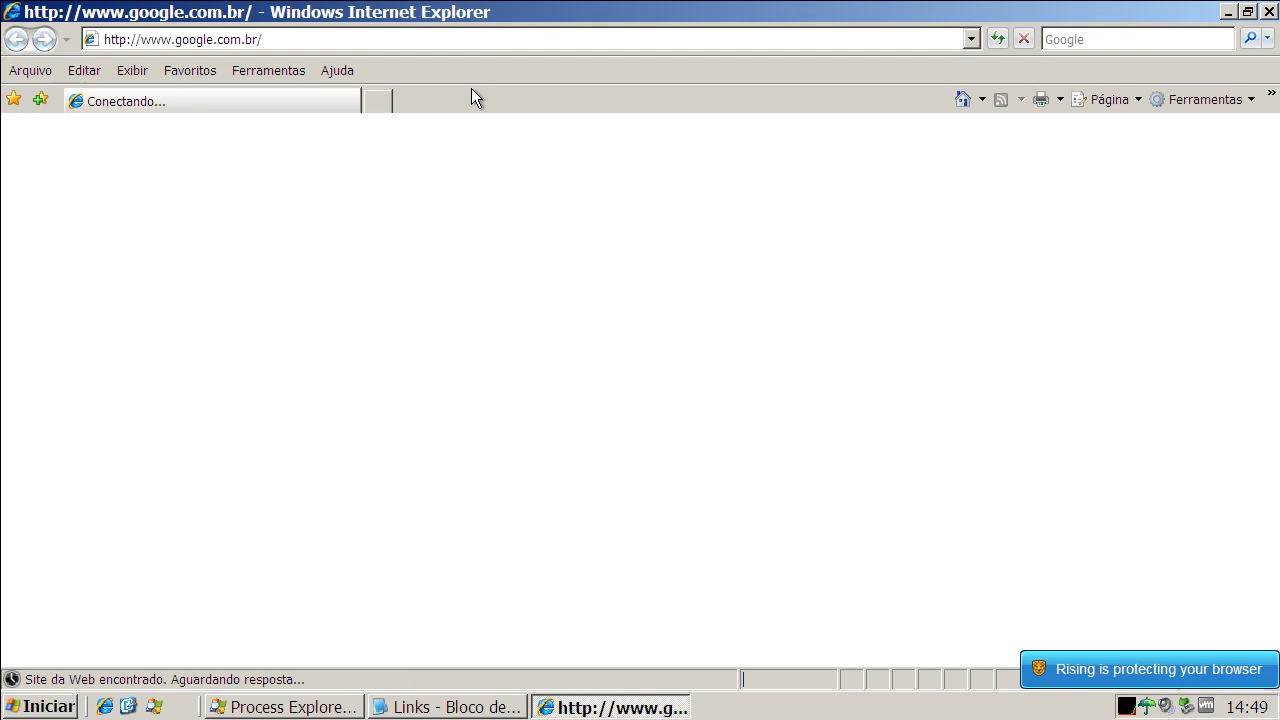 http://www.google.com.br/ - Windows Internet Explorer
http://www.google.com.br/
Google
Arquivo Editar Exibir Favoritos Ferramentas Ajuda
Conectando...
Página Ferramentas »
Site da Web encontrado. Aguardando resposta...
Rising is protecting your browser
Iniciar Process Explore... Links - Bloco de... http://www.g... vm 14:49